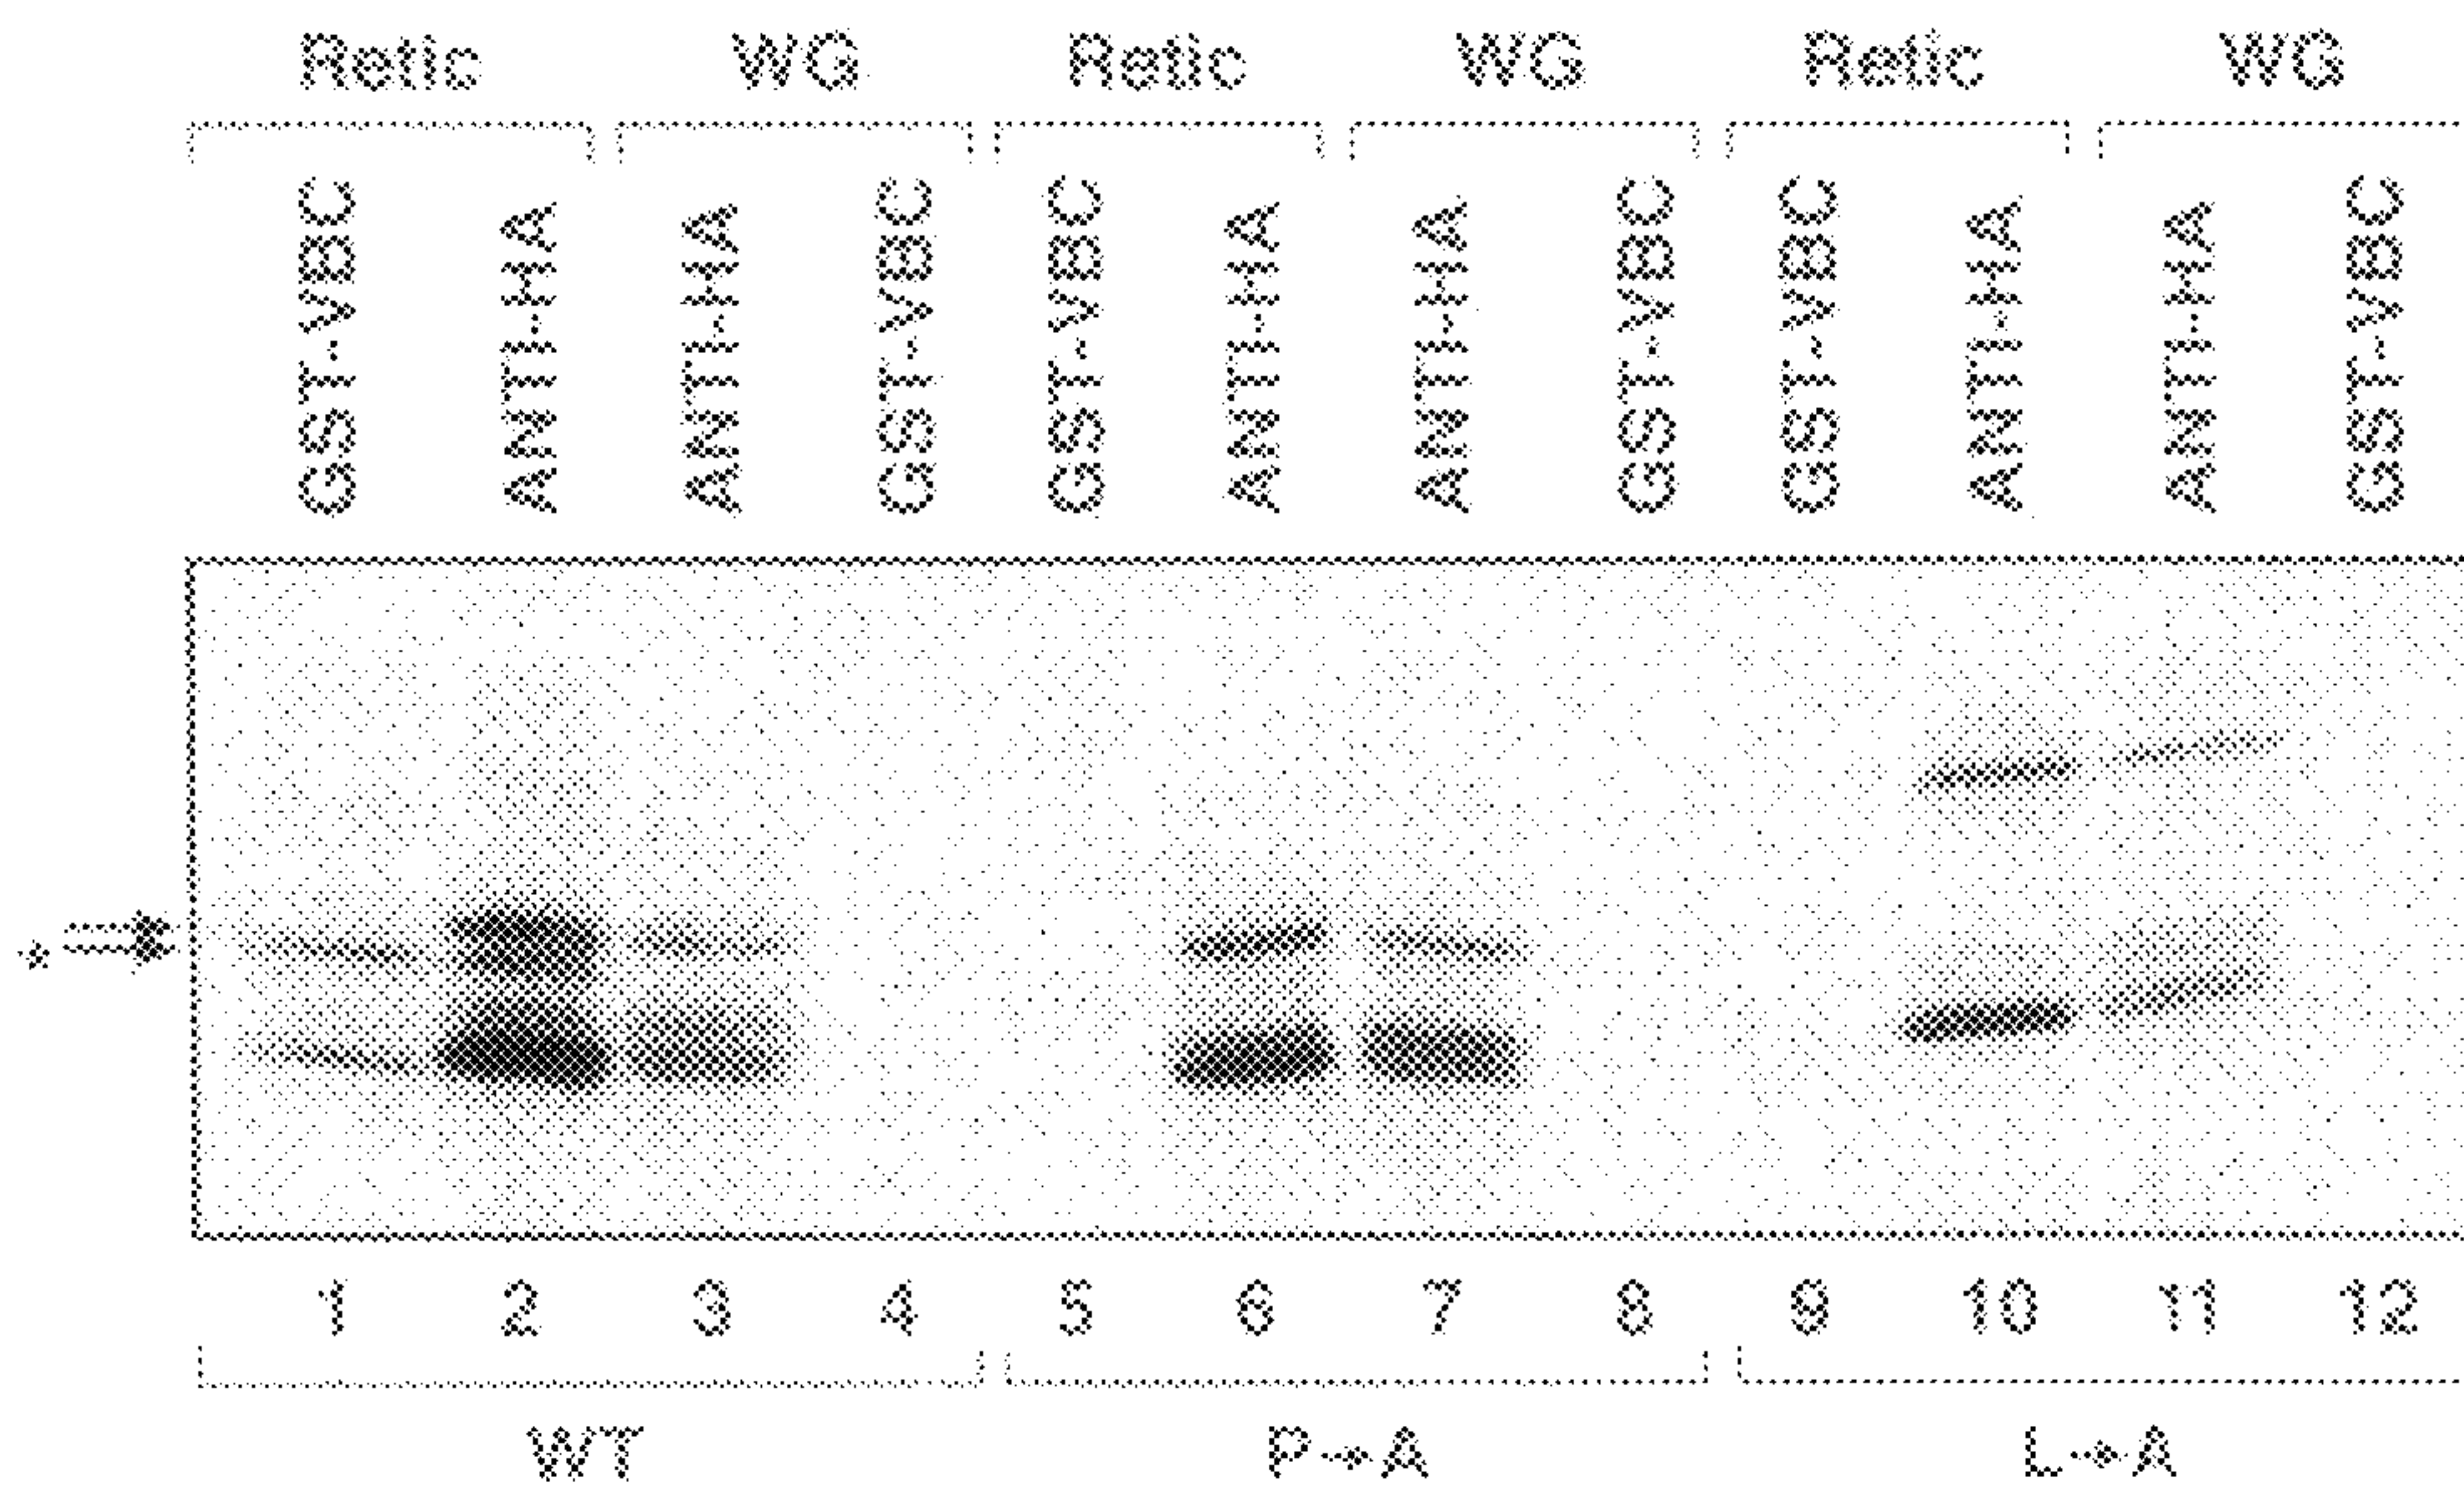 Retic WG Retic WG Retic WG
GST-VBC ANTI-HA ANTI-HA GST-VBC GST-VBC ANTI-HA ANTI-HA GST-VBC GST-VBC ANTI-HA ANTI-HA GST-VBC
*
1 2 3 4 5 6 7 8 9 10 11 12
WT P→A L→A